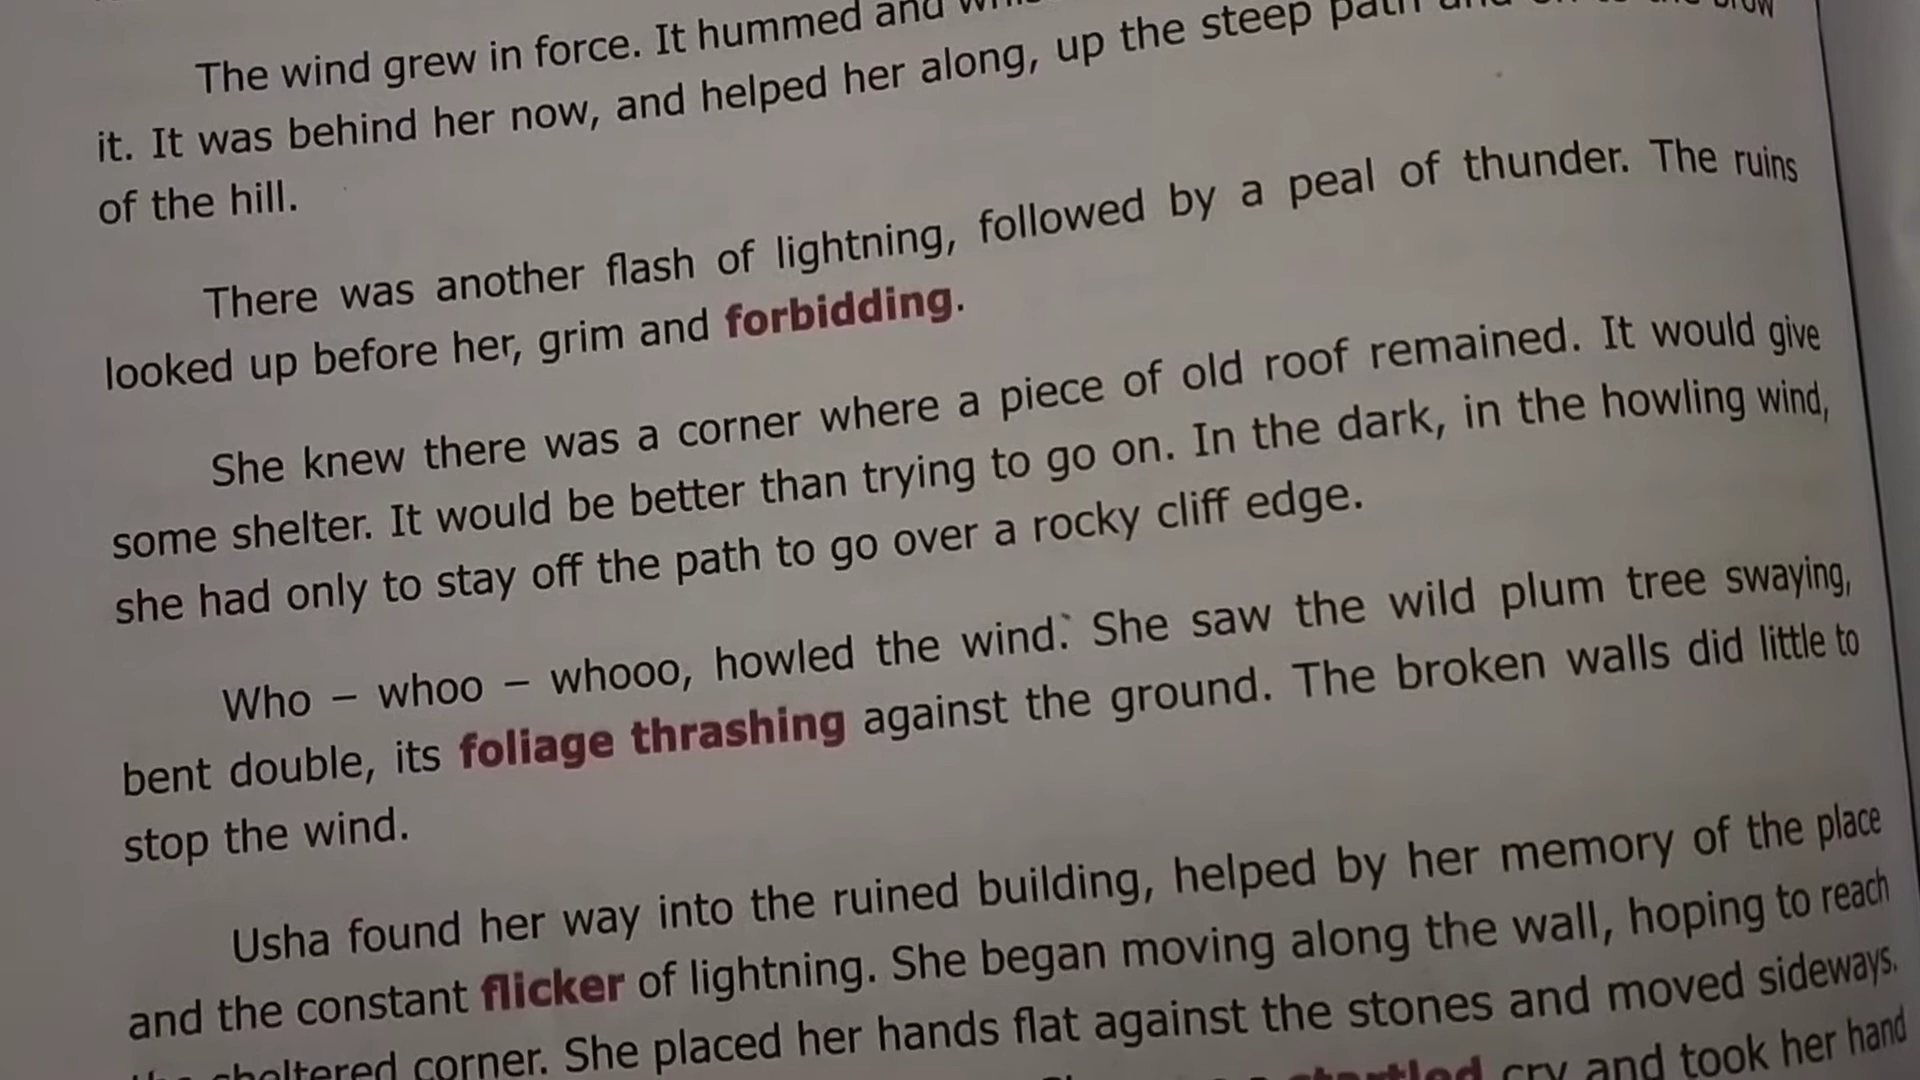 The wind grew in force. It hummed and
it. It was behind her now, and helped her along, up the steep path
of the hill.
There was another flash of lightning, followed by a peal of thunder. The ruins
looked up before her, grim and forbidding.
She knew there was a corner where a piece of old roof remained. It would give
some shelter. It would be better than trying to go on. In the dark, in the howling wind,
she had only to stay off the path to go over a rocky cliff edge.
Who – whoo – whooo, howled the wind. She saw the wild plum tree swaying,
bent double, its foliage thrashing against the ground. The broken walls did little to
stop the wind.
Usha found her way into the ruined building, helped by her memory of the place
and the constant flicker of lightning. She began moving along the wall, hoping to reach
sheltered corner. She placed her hands flat against the stones and moved sideways.
startled cry and took her hand